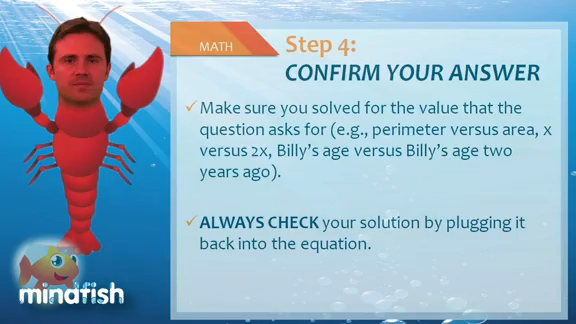 MATH
Step 4:
CONFIRM YOUR ANSWER
Make sure you solved for the value that the
question asks for (e.g., perimeter versus area, x
versus 2x, Billy's age versus Billy's age two
years ago).
ALWAYS CHECK your solution by plugging it
back into the equation.
mindfish